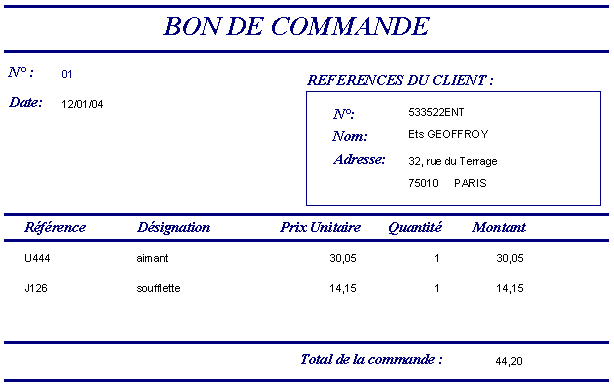 BON DE COMMANDE
N° : 01
Date: 12/01/04
REFERENCES DU CLIENT :
N°: 533522ENT
Nom: Ets GEOFFROY
Adresse: 32, rue du Terrage
75010 PARIS
Référence Désignation Prix Unitaire Quantité Montant
U444 aimant 30,05 1 30,05
J126 soufflette 14,15 1 14,15
Total de la commande : 44,20